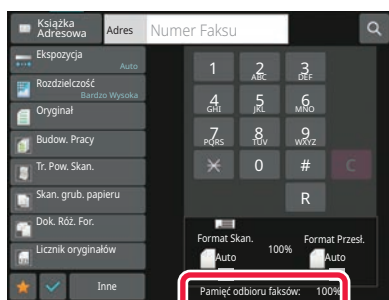 Książka
Adresowa
Adres
Numer Faksu
Ekspozycja
Auto
Rozdzielczość
Bardzo Wysoka
Oryginał
Budow. Pracy
Tr. Pow. Skan.
Skan. grub. papieru
Dok. Róż. For.
Licznik oryginałów
Inne
1
2
ABC
3
DEF
4
GHI
5
JKL
6
MNO
7
PQRS
8
TUV
9
WXYZ
0
#
C
R
Format Skan.
Auto
100%
Format Przesł.
Auto
Pamięć odbioru faksów: 100%